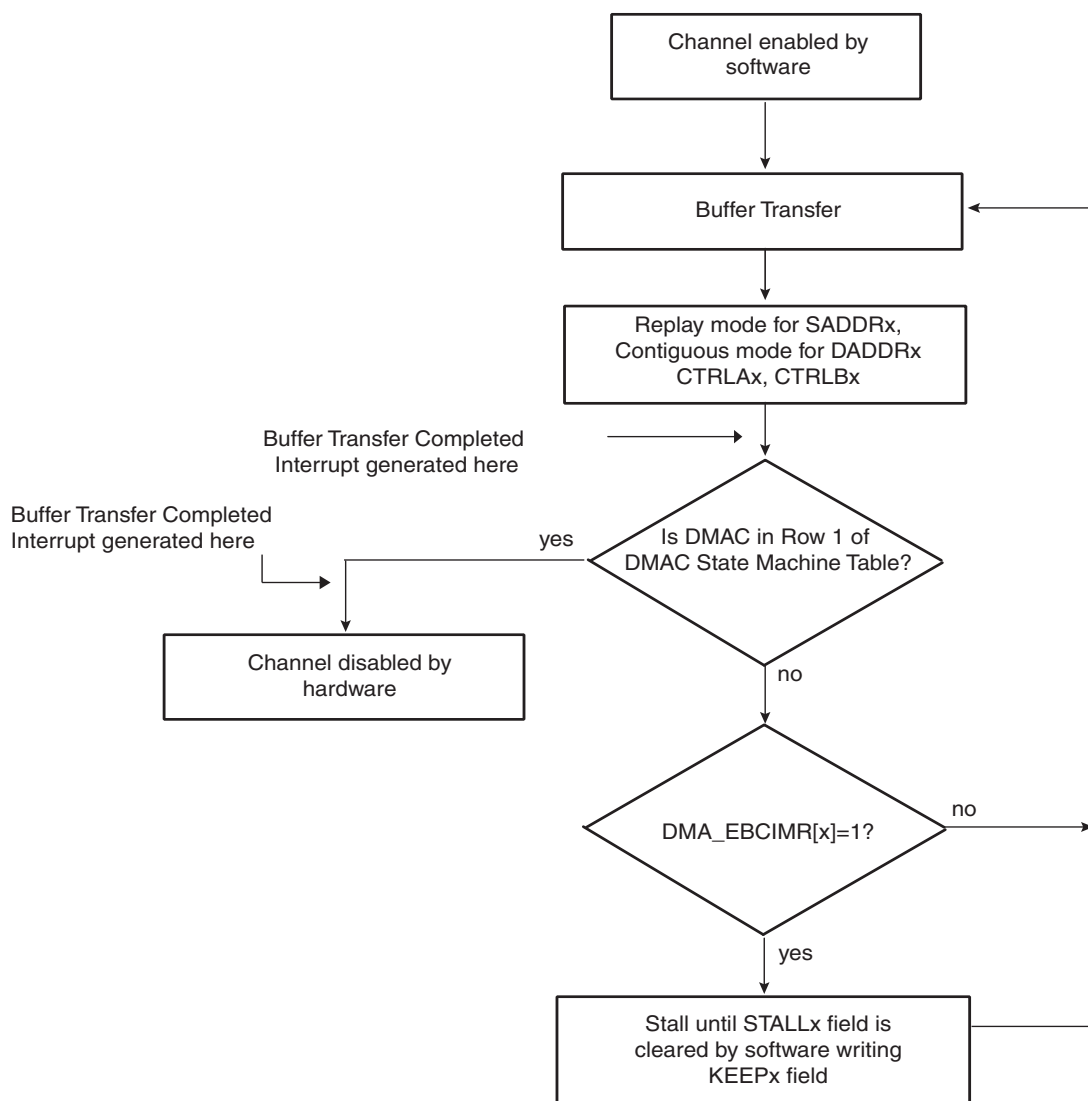 Channel enabled by
software
Buffer Transfer
Replay mode for SADDRx,
Contiguous mode for DADDRx
CTRLAx, CTRLBx
Buffer Transfer Completed
Interrupt generated here
Buffer Transfer Completed
Interrupt generated here
yes
Is DMAC in Row 1 of
DMAC State Machine Table?
Channel disabled by
hardware
no
DMA_EBCIMR[x]=1?
no
yes
Stall until STALLx field is
cleared by software writing
KEEPx field